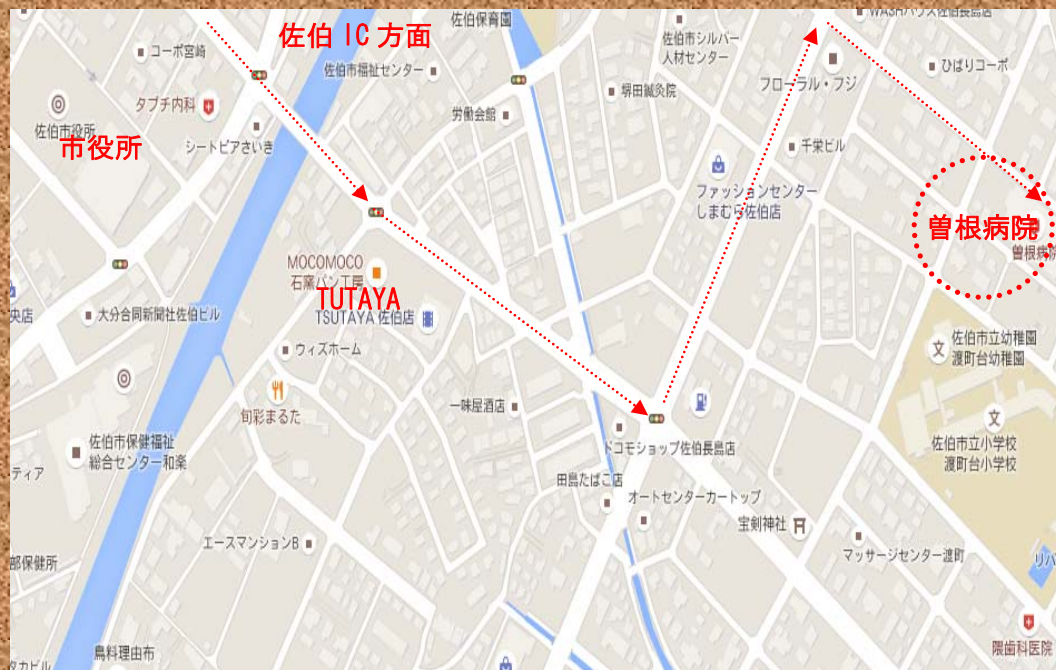 佐伯 IC 方面
佐伯保育園
WASHハウス佐伯長島店
コーポ宮崎
佐伯市福祉センター
佐伯市シルバー
人材センター
フローラル・フジ
ひばりコーポ
タブチ内科
佐伯市役所
市役所
シートピアさいき
労働会館
堺田鍼灸院
千栄ビル
ファッションセンター
しまむら佐伯店
曽根病院
曽根病院
MOCOMOCO
石窯パン工房
TUTAYA
TSUTAYA 佐伯店
央店
大分合同新聞社佐伯ビル
ウィズホーム
旬彩まるた
一味屋酒店
佐伯市立幼稚園
渡町台幼稚園
佐伯市立小学校
渡町台小学校
ドコモショップ佐伯長島店
佐伯市保健福祉
総合センター和楽
ティア
田島たばこ店
オートセンターカートップ
宝剣神社
マッサージセンター渡町
エースマンションB
部保健所
リバ
隈歯科医院
鳥料理由布
タカビル